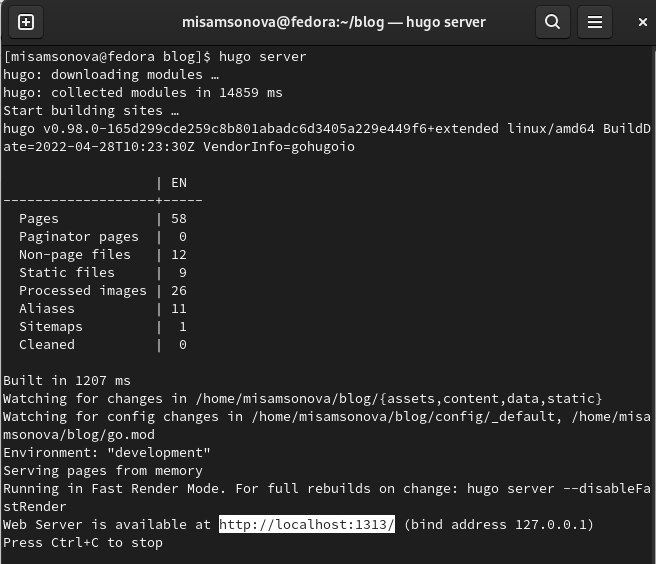 misamsonova@fedora:~/blog — hugo server
[misamsonova@fedora blog]$ hugo server
hugo: downloading modules …
hugo: collected modules in 14859 ms
Start building sites …
hugo v0.98.0-165d299cde259c8b801abadc6d3405a229e449f6+extended linux/amd64 BuildD
ate=2022-04-28T10:23:30Z VendorInfo=gohugoio
                   | EN
-------------------+-----
  Pages            | 58
  Paginator pages  |  0
  Non-page files   | 12
  Static files     |  9
  Processed images | 26
  Aliases          | 11
  Sitemaps         |  1
  Cleaned          |  0
Built in 1207 ms
Watching for changes in /home/misamsonova/blog/{assets,content,data,static}
Watching for config changes in /home/misamsonova/blog/config/_default, /home/misa
msonova/blog/go.mod
Environment: "development"
Serving pages from memory
Running in Fast Render Mode. For full rebuilds on change: hugo server --disableFa
stRender
Web Server is available at http://localhost:1313/ (bind address 127.0.0.1)
Press Ctrl+C to stop